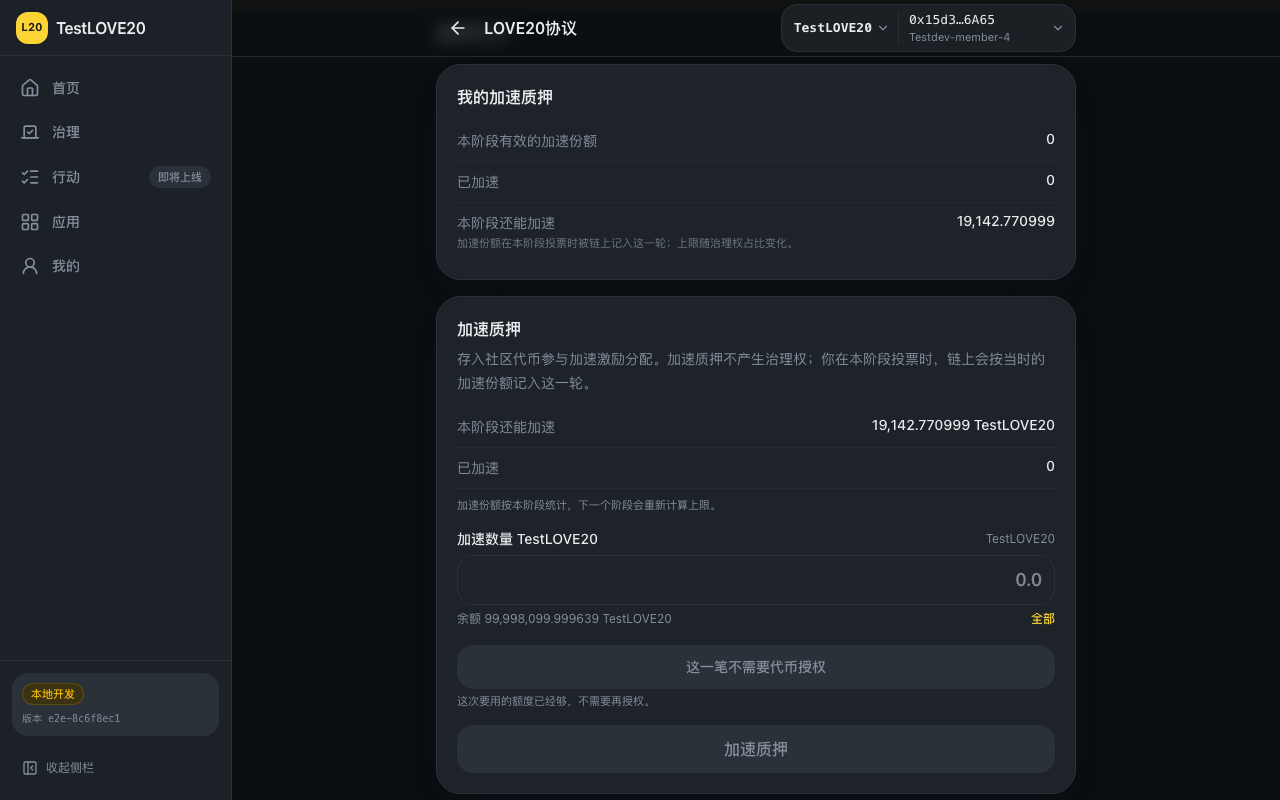 L20 TestLOVE20
首页
治理
行动 即将上线
应用
我的
本地开发
版本 e2e-8c6f8ec1
收起侧栏
LOVE20协议
TestLOVE20
0x15d3…6A65
Testdev-member-4
我的加速质押
本阶段有效的加速份额 0
已加速 0
本阶段还能加速 19,142.770999
加速份额在本阶段投票时被链上记入这一轮；上限随治理权占比变化。
加速质押
存入社区代币参与加速激励分配。加速质押不产生治理权；你在本阶段投票时，链上会按当时的
加速份额记入这一轮。
本阶段还能加速 19,142.770999 TestLOVE20
已加速 0
加速份额按本阶段统计，下一个阶段会重新计算上限。
加速数量 TestLOVE20 TestLOVE20
0.0
余额 99,998,099.999639 TestLOVE20 全部
这一笔不需要代币授权
这次要用的额度已经够，不需要再授权。
加速质押